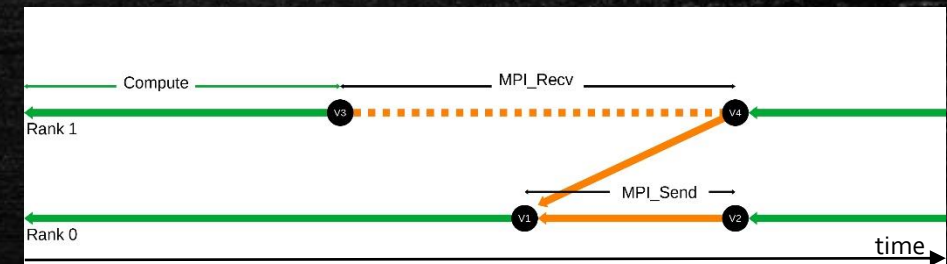 Compute
MPI_Recv
V3
V4
Rank 1
MPI_Send
V1
V2
Rank 0
time